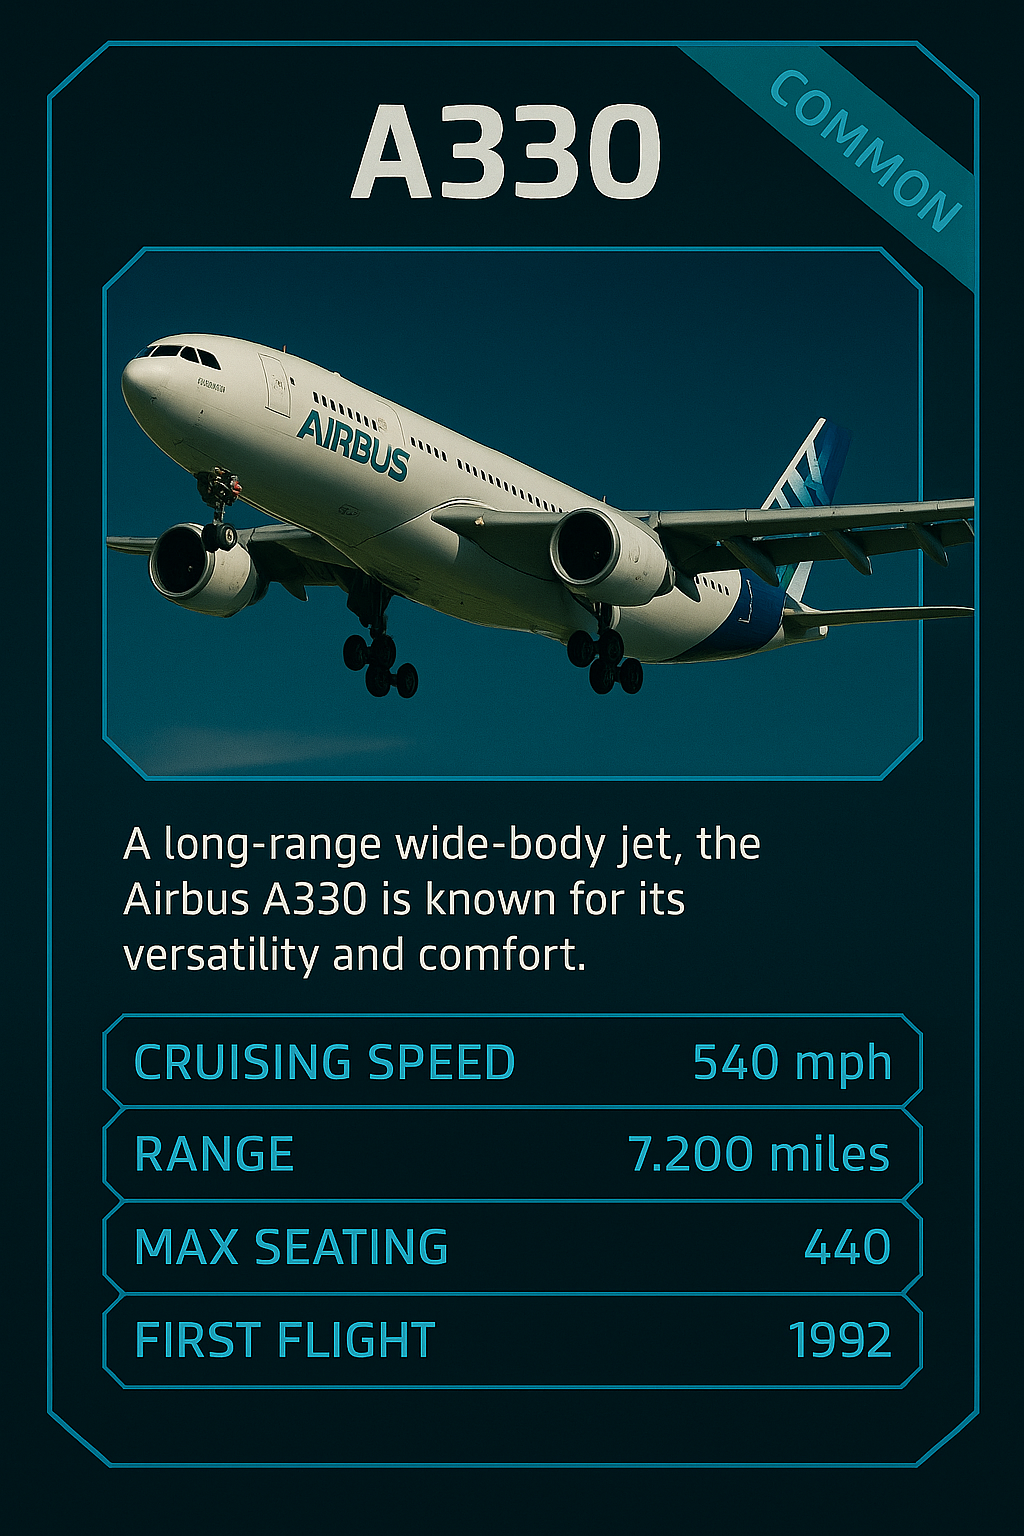 COMMON
A330
AIRBUS
A long-range wide-body jet, the
Airbus A330 is known for its
versatility and comfort.
CRUISING SPEED 540 mph
RANGE 7.200 miles
MAX SEATING 440
FIRST FLIGHT 1992